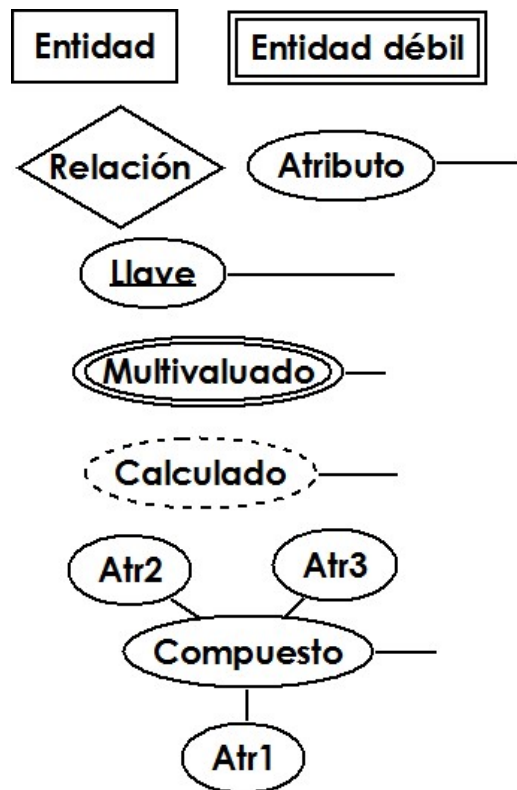 Entidad
Entidad débil
Relación
Atributo
Llave
Multivaluado
Calculado
Atr2
Atr3
Compuesto
Atr1